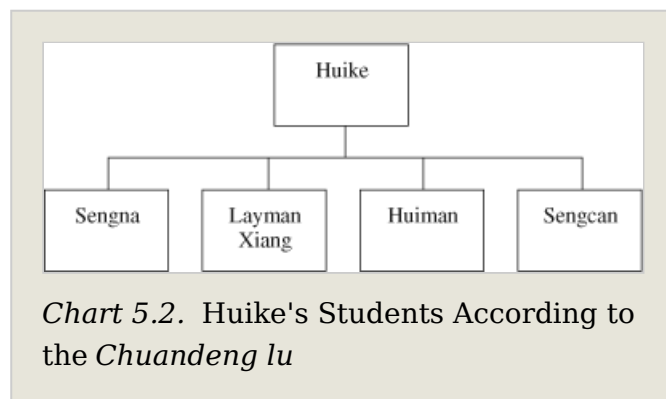 Huike
Sengna
Layman
Xiang
Huiman
Sengcan
Chart 5.2. Huike's Students According to
the Chuandeng lu